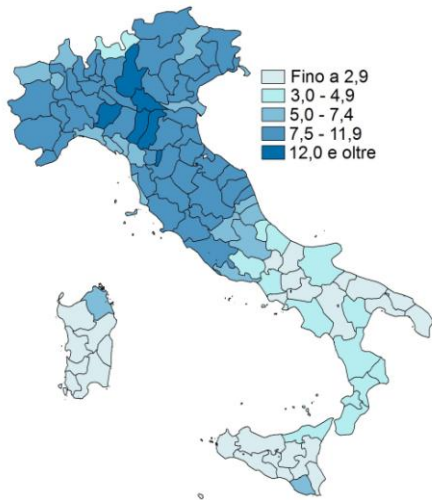 Fino a 2,9
3,0 - 4,9
5,0 - 7,4
7,5 - 11,9
12,0 e oltre